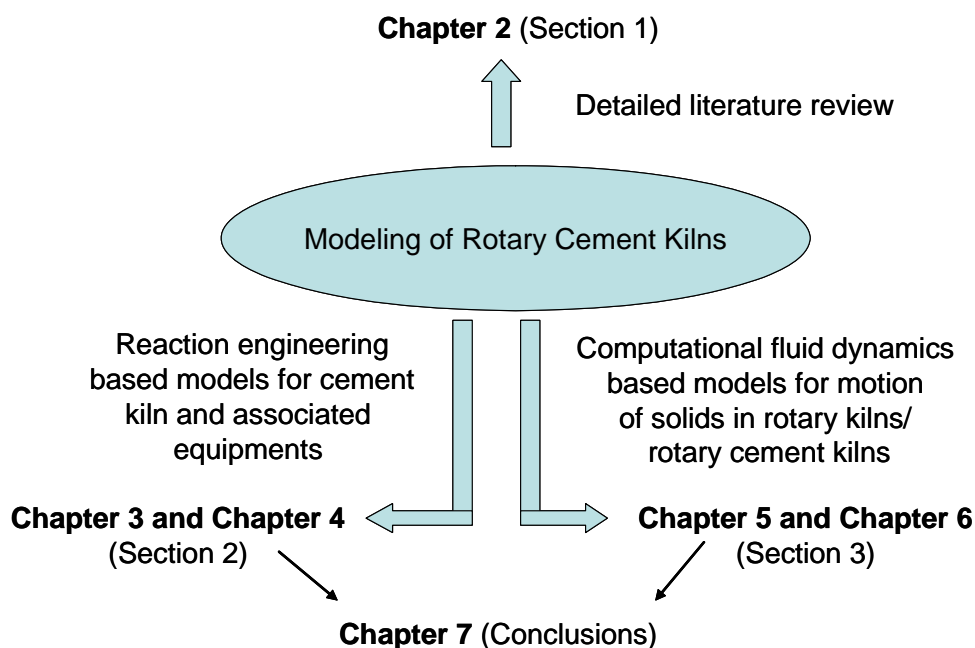 Chapter 2 (Section 1)
Detailed literature review
Modeling of Rotary Cement Kilns
Reaction engineering
based models for cement
kiln and associated
equipments
Computational fluid dynamics
based models for motion
of solids in rotary kilns/
rotary cement kilns
Chapter 3 and Chapter 4
(Section 2)
Chapter 5 and Chapter 6
(Section 3)
Chapter 7 (Conclusions)